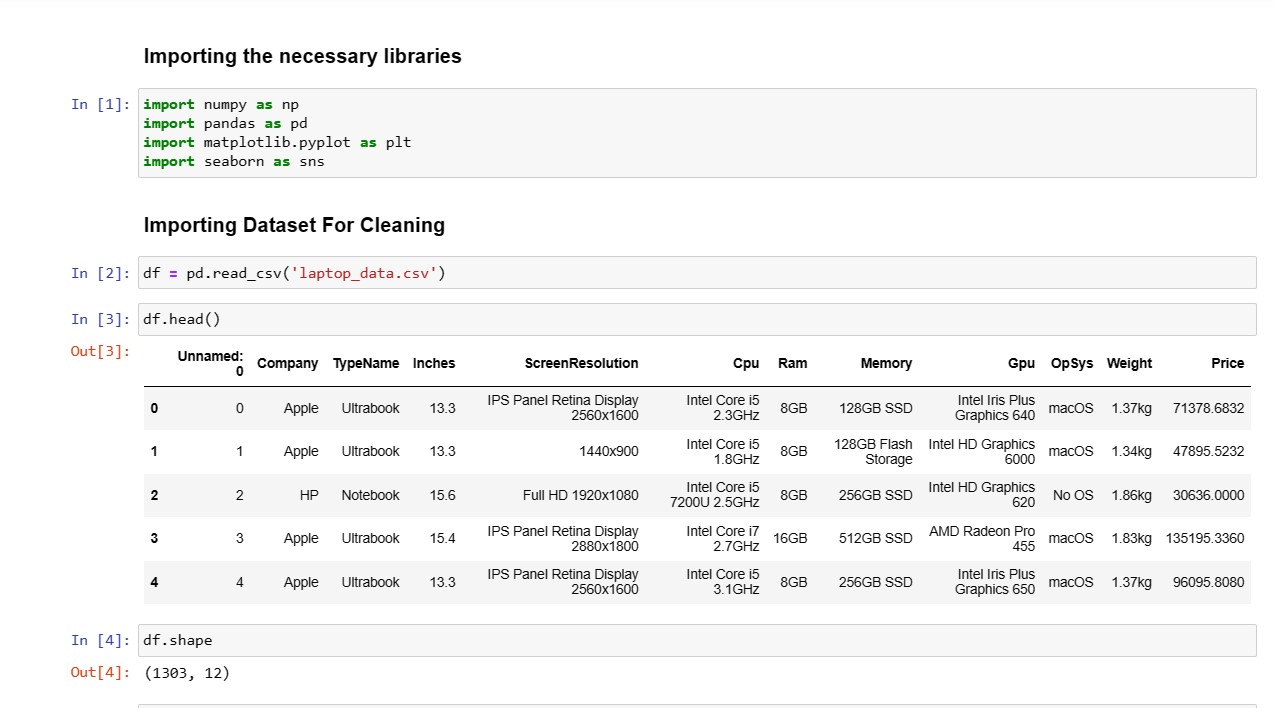 Importing the necessary libraries
In [1]: import numpy as np
import pandas as pd
import matplotlib.pyplot as plt
import seaborn as sns
Importing Dataset For Cleaning
In [2]: df = pd.read_csv('laptop_data.csv')
In [3]: df.head()
Out[3]:
Unnamed: 0 Company TypeName Inches ScreenResolution Cpu Ram Memory Gpu OpSys Weight Price
0 0 Apple Ultrabook 13.3 IPS Panel Retina Display 2560x1600 Intel Core i5 2.3GHz 8GB 128GB SSD Intel Iris Plus Graphics 640 macOS 1.37kg 71378.6832
1 1 Apple Ultrabook 13.3 1440x900 Intel Core i5 1.8GHz 8GB 128GB Flash Storage Intel HD Graphics 6000 macOS 1.34kg 47895.5232
2 2 HP Notebook 15.6 Full HD 1920x1080 Intel Core i5 7200U 2.5GHz 8GB 256GB SSD Intel HD Graphics 620 No OS 1.86kg 30636.0000
3 3 Apple Ultrabook 15.4 IPS Panel Retina Display 2880x1800 Intel Core i7 2.7GHz 16GB 512GB SSD AMD Radeon Pro 455 macOS 1.83kg 135195.3360
4 4 Apple Ultrabook 13.3 IPS Panel Retina Display 2560x1600 Intel Core i5 3.1GHz 8GB 256GB SSD Intel Iris Plus Graphics 650 macOS 1.37kg 96095.8080
In [4]: df.shape
Out[4]: (1303, 12)